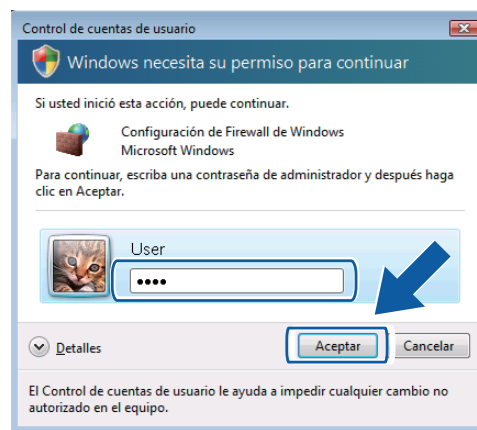 Control de cuentas de usuario
Windows necesita su permiso para continuar
Si usted inició esta acción, puede continuar.
Configuración de Firewall de Windows
Microsoft Windows
Para continuar, escriba una contraseña de administrador y después haga
clic en Aceptar.
User
••••
Detalles
Aceptar
Cancelar
El Control de cuentas de usuario le ayuda a impedir cualquier cambio no
autorizado en el equipo.